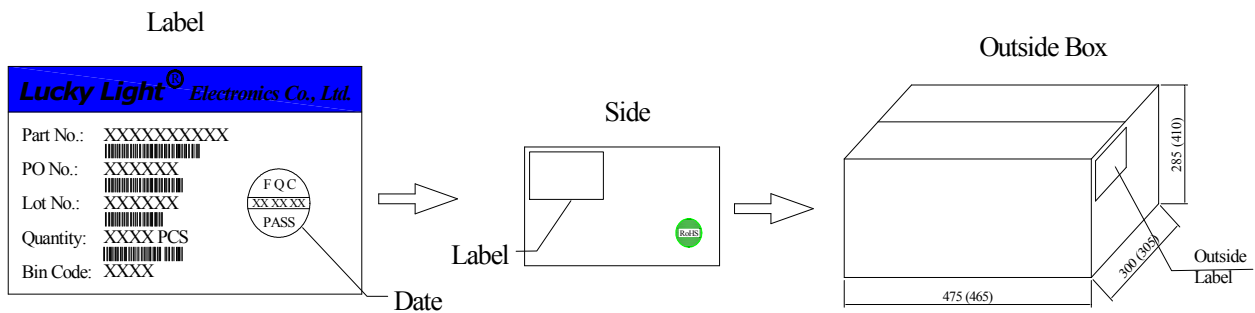 Label
Lucky Light® Electronics Co., Ltd.
Part No.: XXXXXXXXXX
PO No.: XXXXXX
Lot No.: XXXXXX
Quantity: XXXX PCS
Bin Code: XXXX
FQC
XX XX XX
PASS
Date
Side
Label
RoHS
Outside Box
285 (410)
300 (305)
475 (465)
Outside
Label